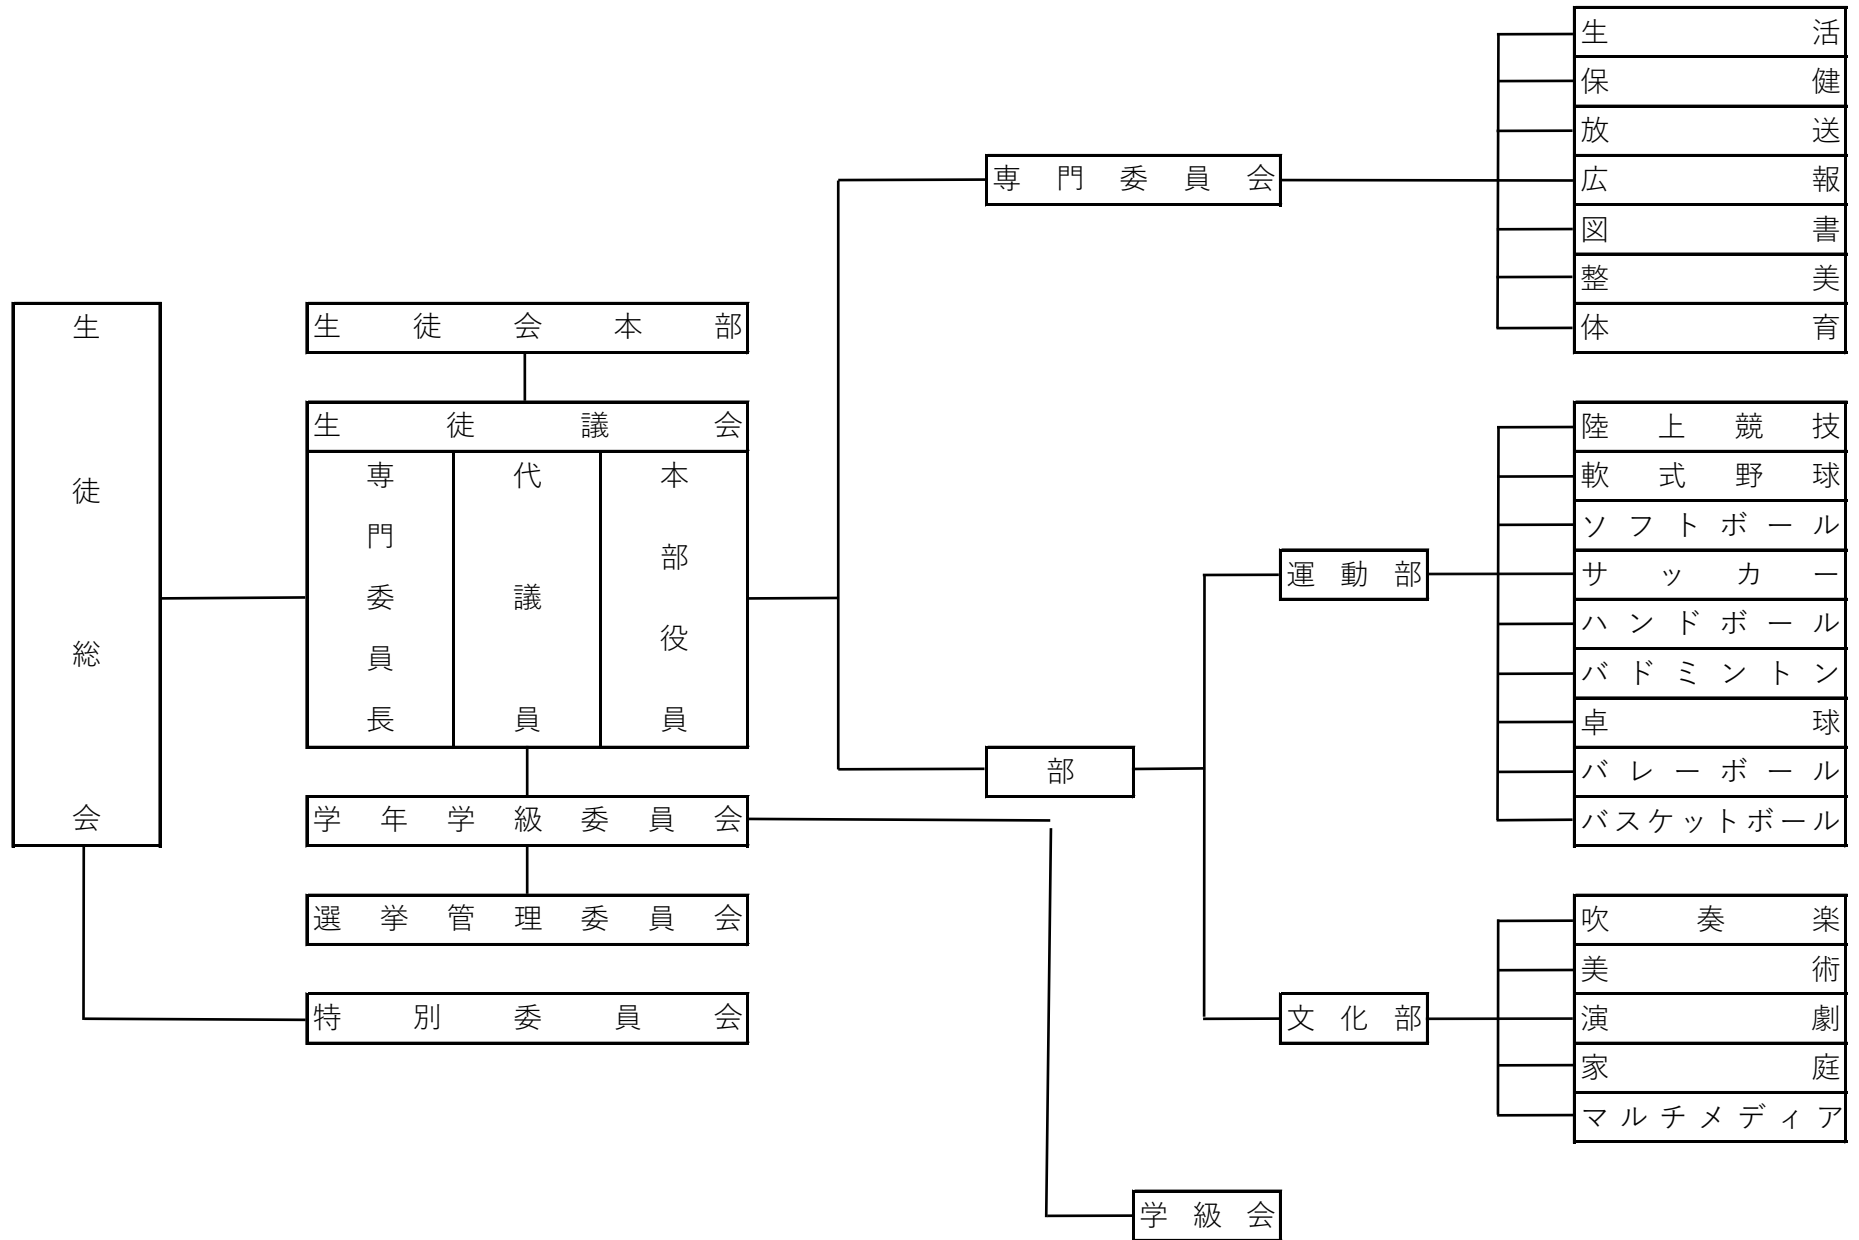 生徒総会
生徒会本部
生徒議会
専門委員長
代議員
本部役員
学年学級委員会
選挙管理委員会
特別委員会
専門委員会
生活
保健
放送
広報
図書
整美
体育
部
運動部
陸上競技
軟式野球
ソフトボール
サッカー
ハンドボール
バドミントン
卓球
バレーボール
バスケットボール
文化部
吹奏楽
美術
演劇
家庭
マルチメディア
学級会